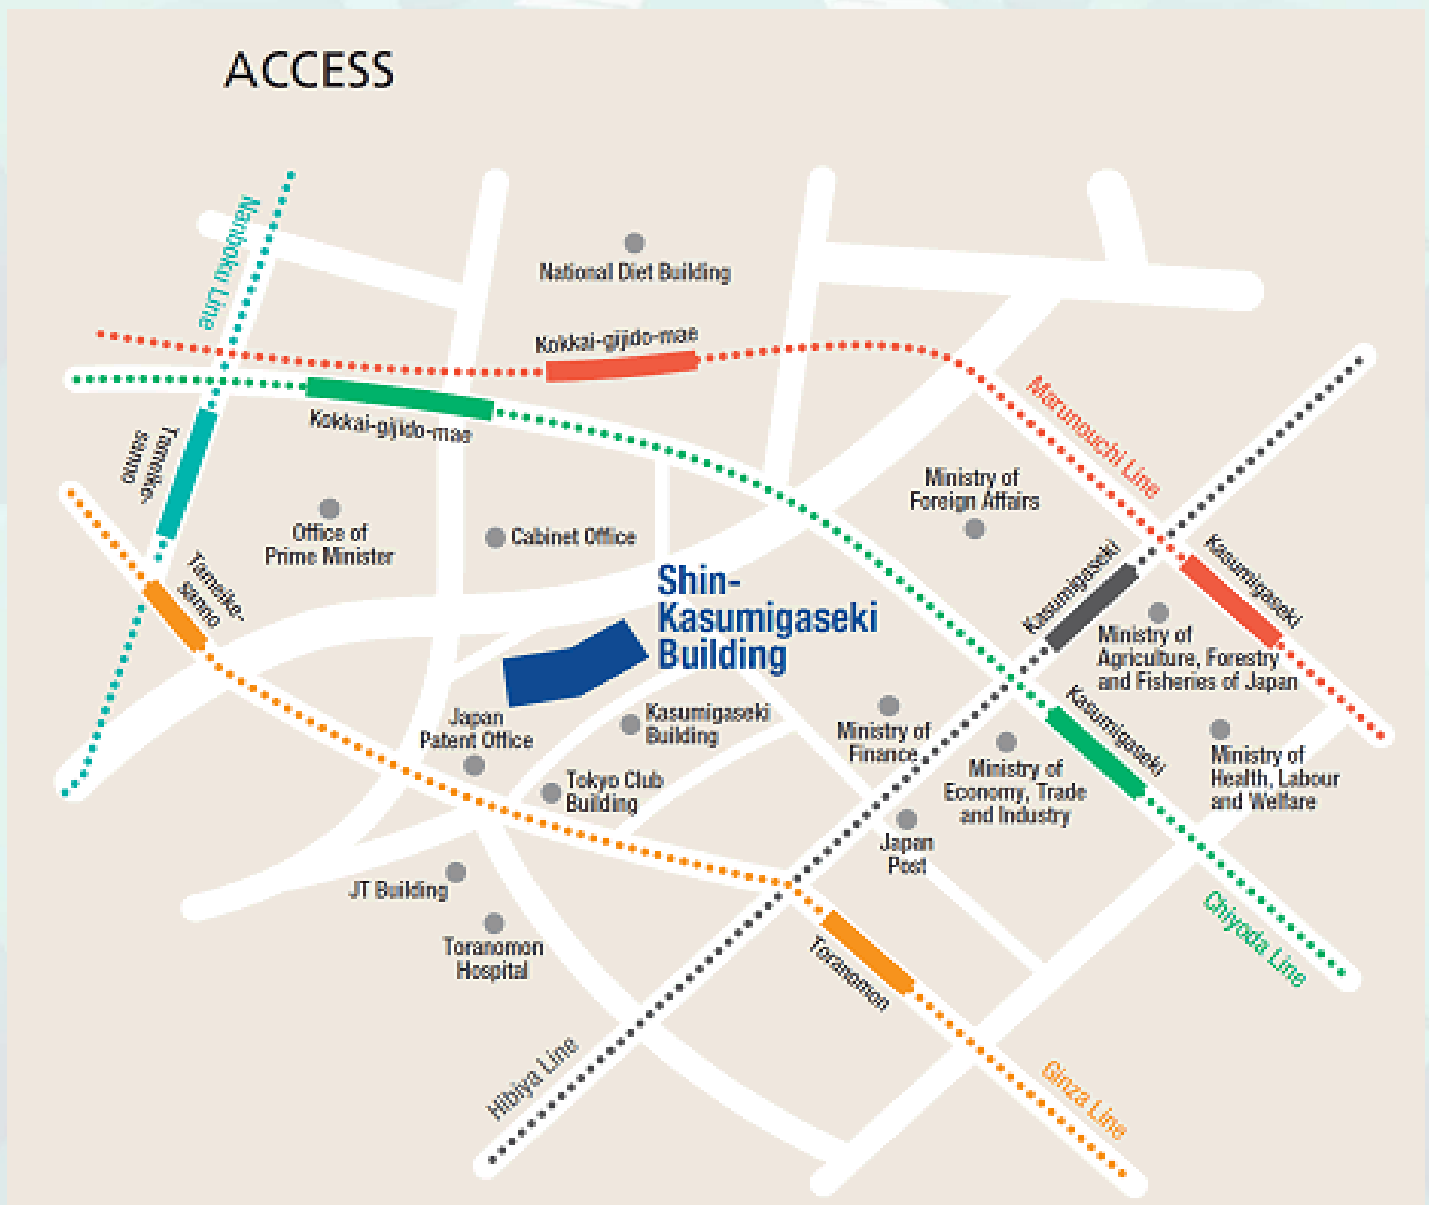 ACCESS
Namboku Line
National Diet Building
Kokkai-gijido-mae
Kokkai-gijido-mae
Marunouchi Line
Tameike-
sanno
Ministry of
Foreign Affairs
Office of
Prime Minister
Cabinet Office
Tameike-
sanno
Shin-
Kasumigaseki
Building
Kasumigaseki
Kasumigaseki
Ministry of
Agriculture, Forestry
and Fisheries of Japan
Japan
Patent Office
Kasumigaseki
Building
Ministry of
Finance
Kasumigaseki
Ministry of
Economy, Trade
and Industry
Ministry of
Health, Labour
and Welfare
Tokyo Club
Building
Japan
Post
JT Building
Toranomon
Hospital
Toranomon
Chiyoda Line
Hibiya Line
Ginza Line